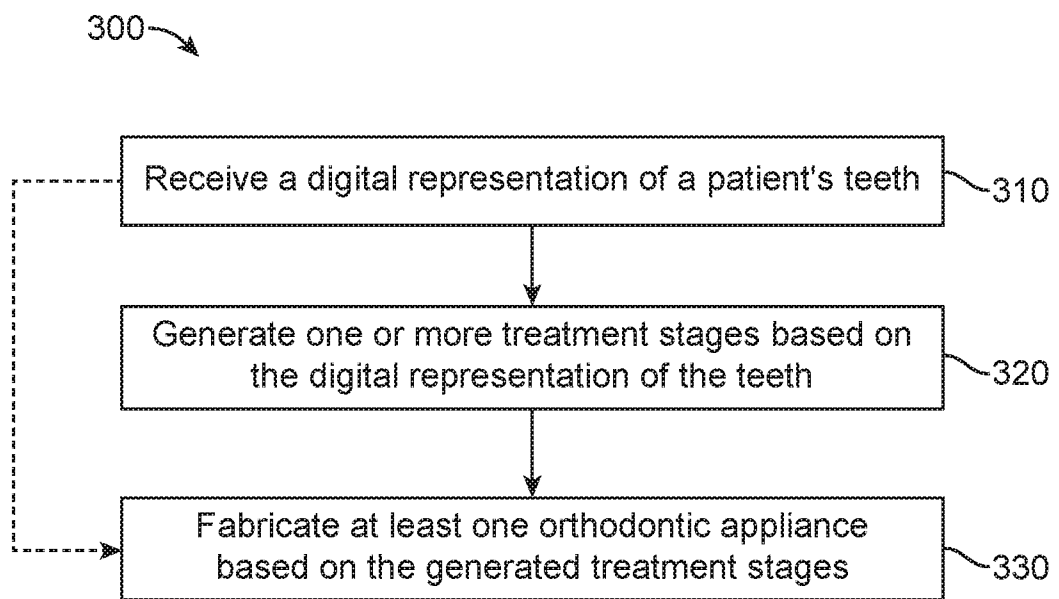 300
Receive a digital representation of a patient's teeth
310
Generate one or more treatment stages based on
the digital representation of the teeth
320
Fabricate at least one orthodontic appliance
based on the generated treatment stages
330